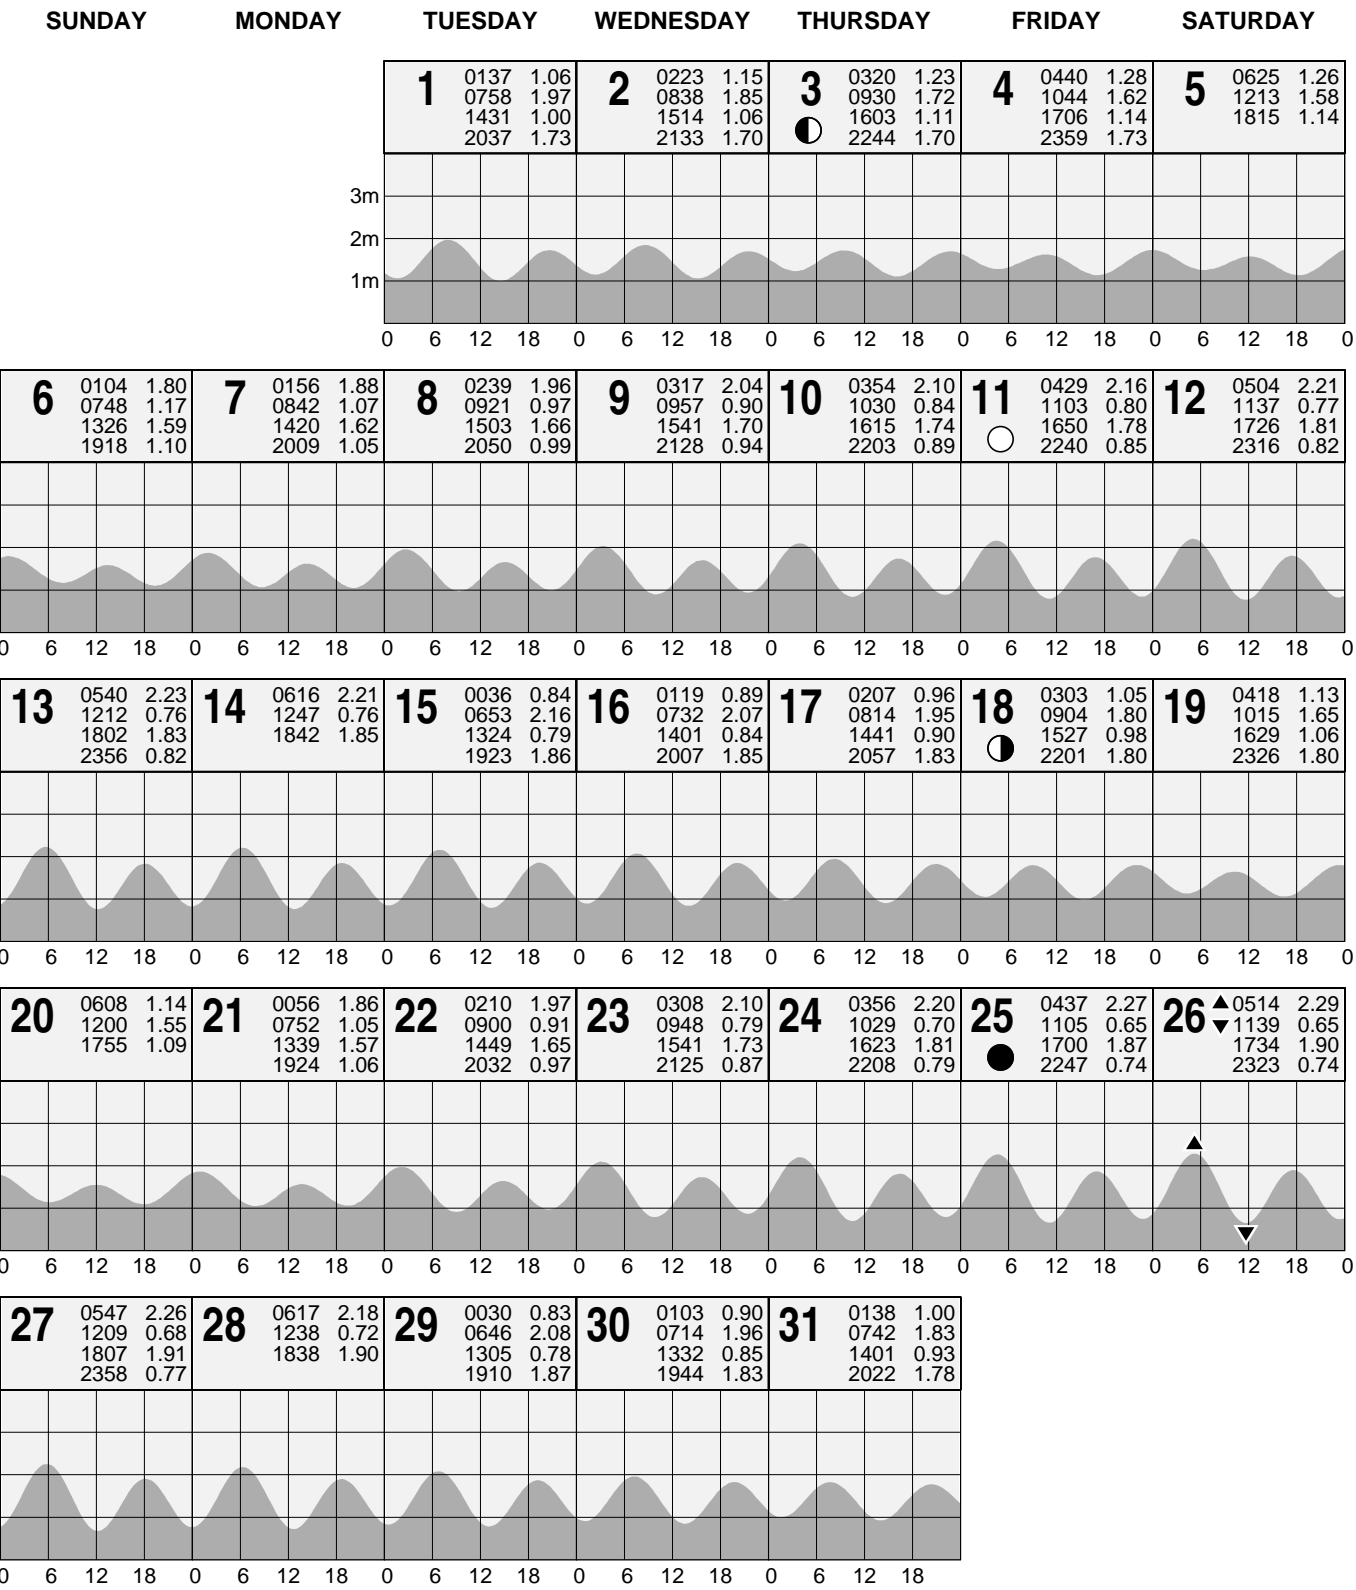 SUNDAY MONDAY TUESDAY WEDNESDAY THURSDAY FRIDAY SATURDAY
1 0137 1.06 2 0223 1.15 3 0320 1.23 4 0440 1.28 5 0625 1.26
0758 1.97 0838 1.85 0930 1.72 1044 1.62 1213 1.58
1431 1.00 1514 1.06 1603 1.11 1706 1.14 1815 1.14
2037 1.73 2133 1.70 2244 1.70 2359 1.73
3m
2m
1m
0 6 12 18 0 6 12 18 0 6 12 18 0 6 12 18 0 6 12 18 0
6 0104 1.80 7 0156 1.88 8 0239 1.96 9 0317 2.04 10 0354 2.10 11 0429 2.16 12 0504 2.21
0748 1.17 0842 1.07 0921 0.97 0957 0.90 1030 0.84 1103 0.80 1137 0.77
1326 1.59 1420 1.62 1503 1.66 1541 1.70 1615 1.74 1650 1.78 1726 1.81
1918 1.10 2009 1.05 2050 0.99 2128 0.94 2203 0.89 2240 0.85 2316 0.82
0 6 12 18 0 6 12 18 0 6 12 18 0 6 12 18 0 6 12 18 0 6 12 18 0 6 12 18 0
13 0540 2.23 14 0616 2.21 15 0036 0.84 16 0119 0.89 17 0207 0.96 18 0303 1.05 19 0418 1.13
1212 0.76 1247 0.76 0653 2.16 0732 2.07 0814 1.95 0904 1.80 1015 1.65
1802 1.83 1842 1.85 1324 0.79 1401 0.84 1441 0.90 1527 0.98 1629 1.06
2356 0.82 1923 1.86 2007 1.85 2057 1.83 2201 1.80 2326 1.80
0 6 12 18 0 6 12 18 0 6 12 18 0 6 12 18 0 6 12 18 0 6 12 18 0 6 12 18 0
20 0608 1.14 21 0056 1.86 22 0210 1.97 23 0308 2.10 24 0356 2.20 25 0437 2.27 26 0514 2.29
1200 1.55 0752 1.05 0900 0.91 0948 0.79 1029 0.70 1105 0.65 1139 0.65
1755 1.09 1339 1.57 1449 1.65 1541 1.73 1623 1.81 1700 1.87 1734 1.90
1924 1.06 2032 0.97 2125 0.87 2208 0.79 2247 0.74 2323 0.74
0 6 12 18 0 6 12 18 0 6 12 18 0 6 12 18 0 6 12 18 0 6 12 18 0 6 12 18 0
27 0547 2.26 28 0617 2.18 29 0030 0.83 30 0103 0.90 31 0138 1.00
1209 0.68 1238 0.72 0646 2.08 0714 1.96 0742 1.83
1807 1.91 1838 1.90 1305 0.78 1332 0.85 1401 0.93
2358 0.77 1910 1.87 1944 1.83 2022 1.78
0 6 12 18 0 6 12 18 0 6 12 18 0 6 12 18 0 6 12 18